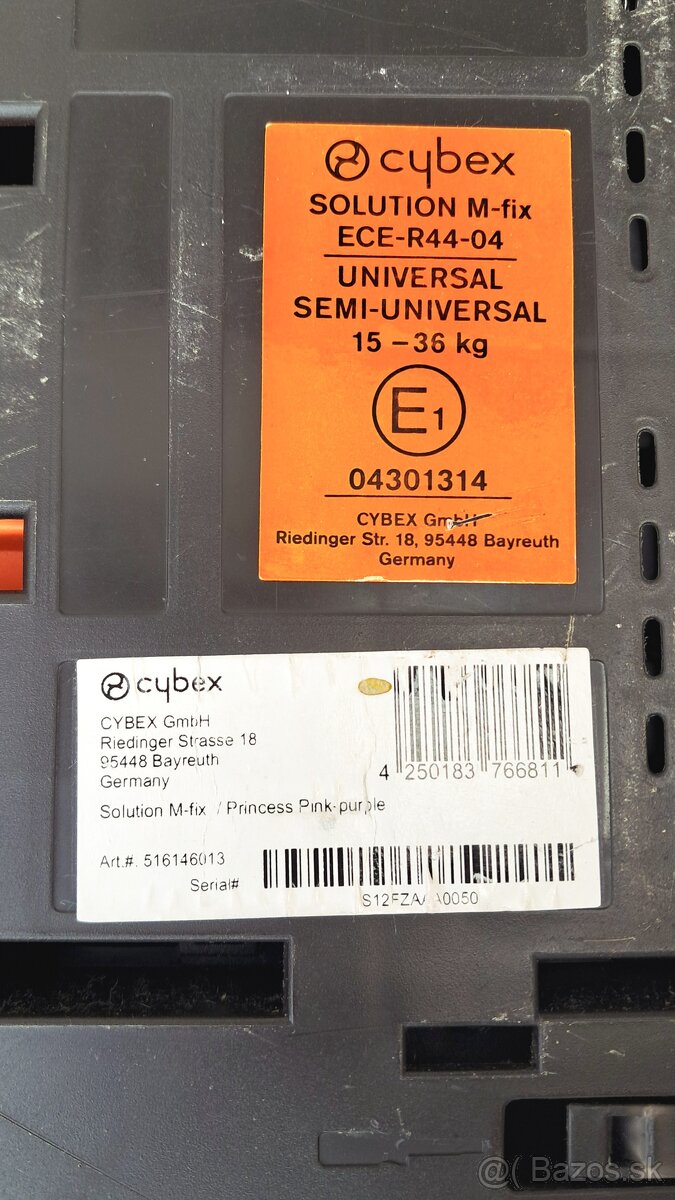 cybex
SOLUTION M-fix
ECE-R44-04
UNIVERSAL
SEMI-UNIVERSAL
15 – 36 kg
E1
04301314
CYBEX GmbH
Riedinger Str. 18, 95448 Bayreuth
Germany
cybex
CYBEX GmbH
Riedinger Strasse 18
95448 Bayreuth
Germany
4 250183 766811
Solution M-fix / Princess Pink-purple
Art.#. 516146013
Serial#
@( Bazos.sk